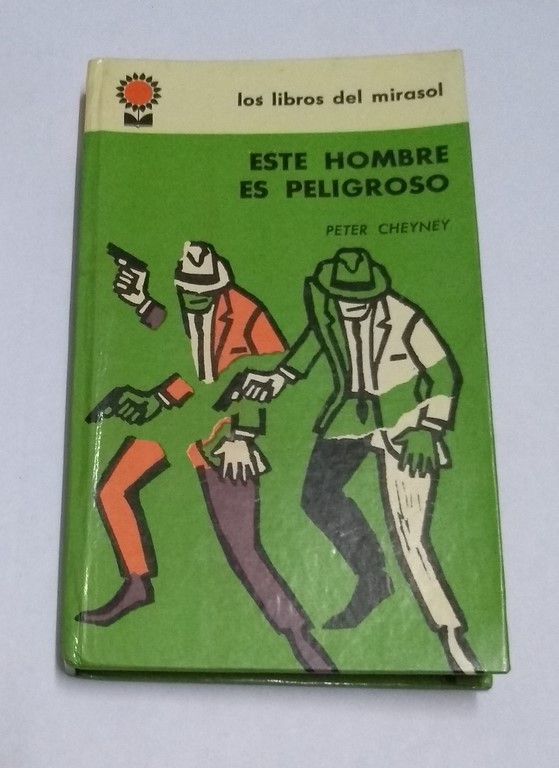 los libros del mirasol
ESTE HOMBRE
ES PELIGROSO
PETER CHEYNEY